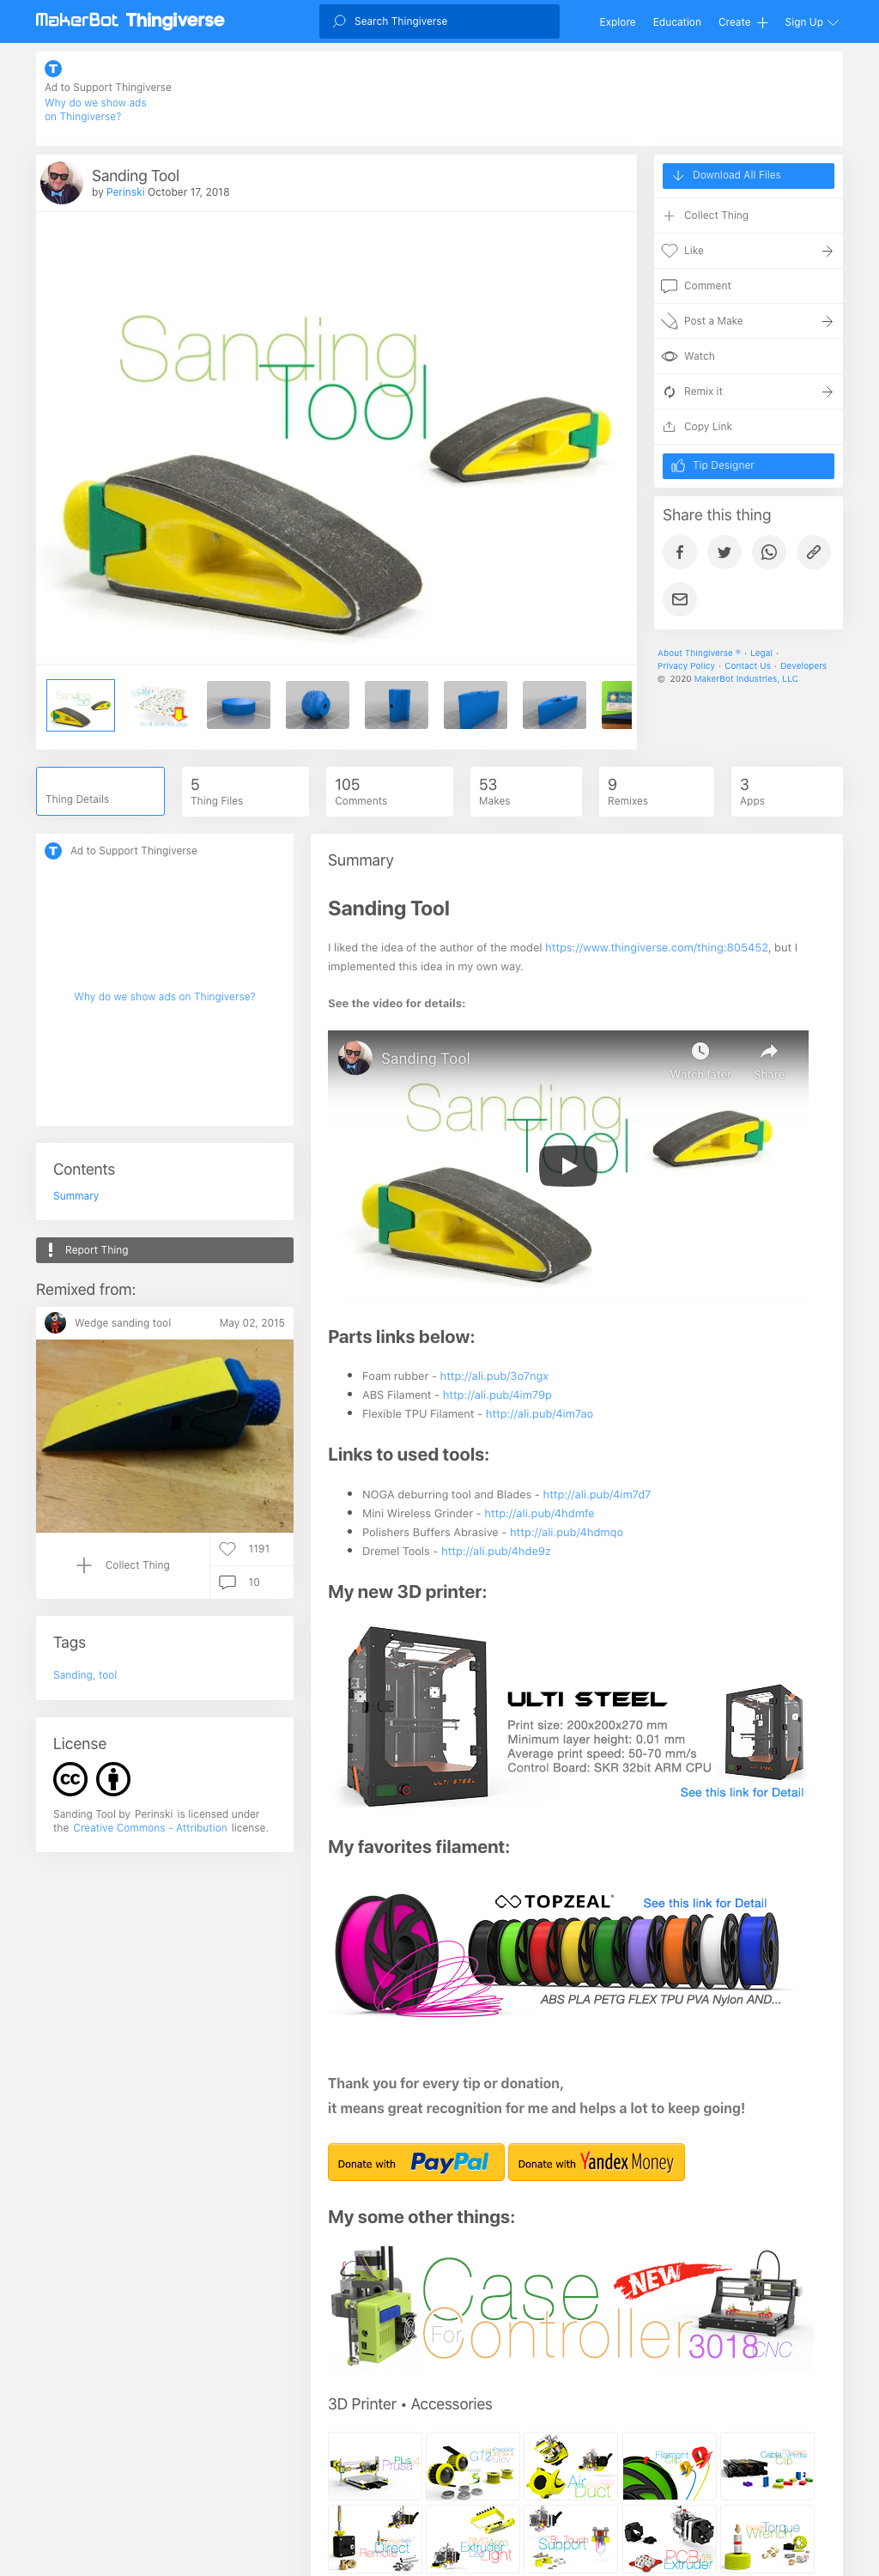 MakerBot Thingiverse
Search Thingiverse
Explore
Education
Create
Sign Up
Ad to Support Thingiverse
Why do we show ads
on Thingiverse?
Sanding Tool
by Perinski October 17, 2018
Sanding
Tool
Download All Files
Collect Thing
Like
Comment
Post a Make
Watch
Remix it
Copy Link
Tip Designer
Share this thing
About Thingiverse ® · Legal ·
Privacy Policy · Contact Us · Developers
© 2020 MakerBot Industries, LLC
Thing Details
5
Thing Files
105
Comments
53
Makes
9
Remixes
3
Apps
Ad to Support Thingiverse
Why do we show ads on Thingiverse?
Contents
Summary
Report Thing
Remixed from:
Wedge sanding tool
May 02, 2015
Collect Thing
1191
10
Tags
Sanding, tool
License
Sanding Tool by Perinski is licensed under
the Creative Commons - Attribution license.
Summary
Sanding Tool
I liked the idea of the author of the model https://www.thingiverse.com/thing:805452, but I
implemented this idea in my own way.
See the video for details:
Sanding Tool
Watch later
Share
Sanding
Tool
Parts links below:
Foam rubber - http://ali.pub/3o7ngx
ABS Filament - http://ali.pub/4im79p
Flexible TPU Filament - http://ali.pub/4im7ao
Links to used tools:
NOGA deburring tool and Blades - http://ali.pub/4im7d7
Mini Wireless Grinder - http://ali.pub/4hdmfe
Polishers Buffers Abrasive - http://ali.pub/4hdmqo
Dremel Tools - http://ali.pub/4hde9z
My new 3D printer:
ULTI STEEL
ULTI STEEL
Print size: 200x200x270 mm
Minimum layer height: 0.01 mm
Average print speed: 50-70 mm/s
Control Board: SKR 32bit ARM CPU
See this link for Detail
My favorites filament:
TOPZEAL
See this link for Detail
ABS PLA PETG FLEX TPU PVA Nylon AND...
Thank you for every tip or donation,
it means great recognition for me and helps a lot to keep going!
Donate with PayPal
Donate with Yandex Money
My some other things:
Case
NEW
For Controller
3018 CNC
3D Printer • Accessories
Plus
Prusa
GT2
Air
Duct
Filament
Clip
Cable
Clip
Direct
Remote
Extruder
Light
Touch
Support
PCB
Extruder
Torque
Wrench